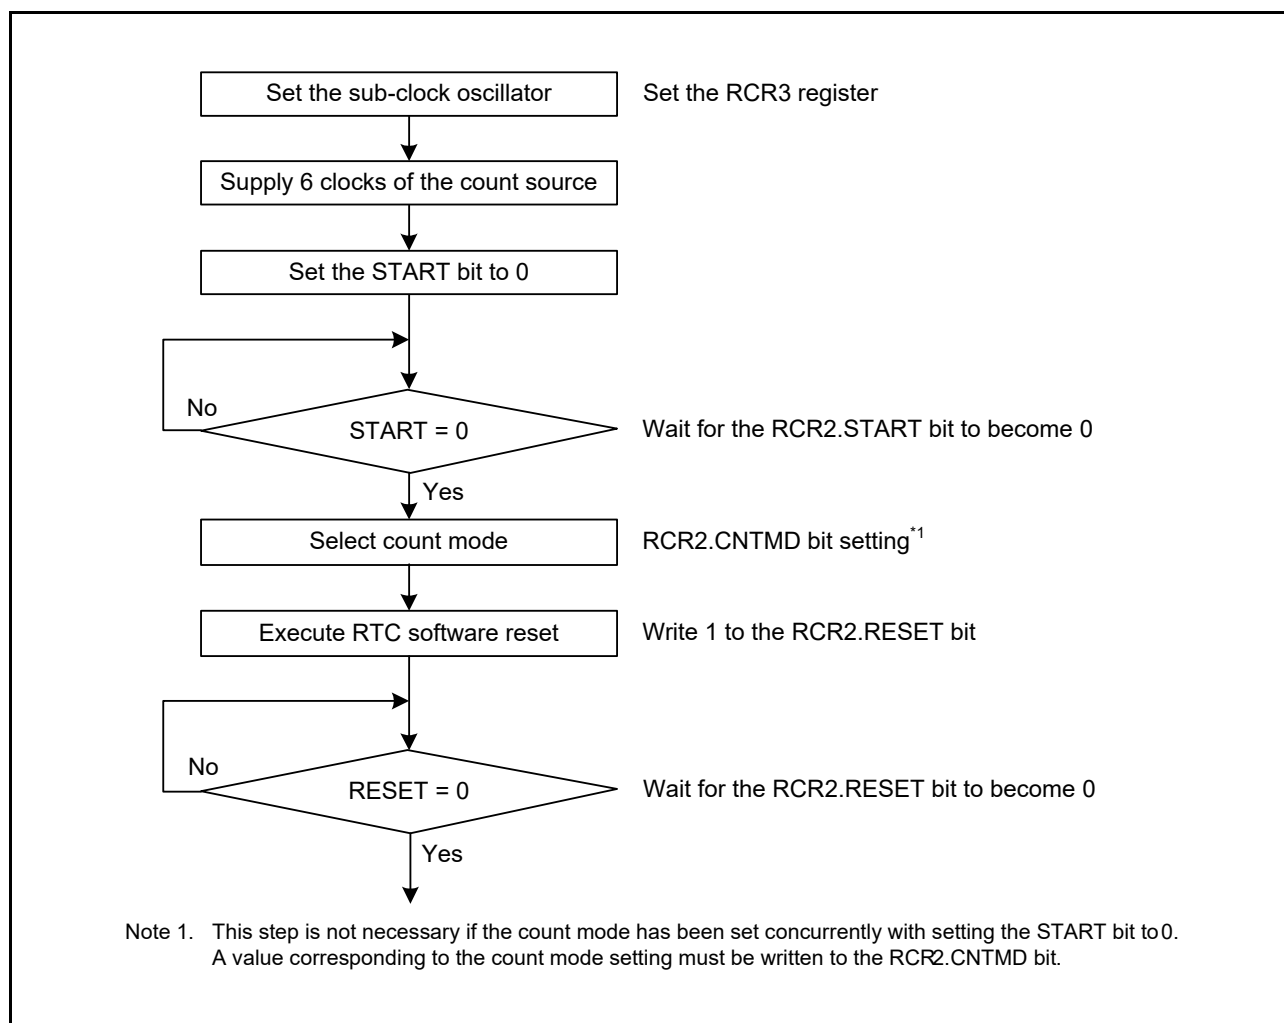 Set the sub-clock oscillator
Set the RCR3 register
Supply 6 clocks of the count source
Set the START bit to 0
No
START = 0
Wait for the RCR2.START bit to become 0
Yes
Select count mode
RCR2.CNTMD bit setting*1
Execute RTC software reset
Write 1 to the RCR2.RESET bit
No
RESET = 0
Wait for the RCR2.RESET bit to become 0
Yes
Note 1. This step is not necessary if the count mode has been set concurrently with setting the START bit to 0.
A value corresponding to the count mode setting must be written to the RCR2.CNTMD bit.